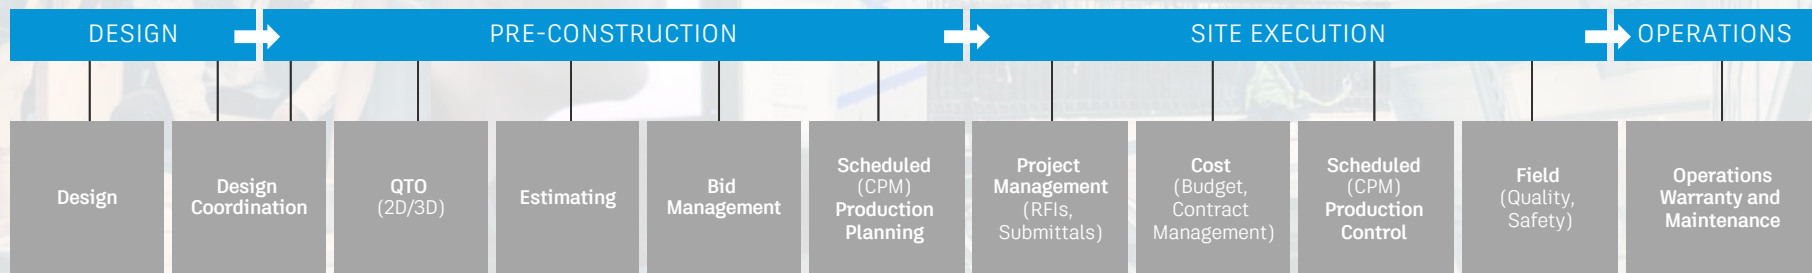 DESIGN
PRE-CONSTRUCTION
SITE EXECUTION
OPERATIONS
Design
Design
Coordination
QTO
(2D/3D)
Estimating
Bid
Management
Scheduled
(CPM)
Production
Planning
Project
Management
(RFIs,
Submittals)
Cost
(Budget,
Contract
Management)
Scheduled
(CPM)
Production
Control
Field
(Quality,
Safety)
Operations
Warranty and
Maintenance